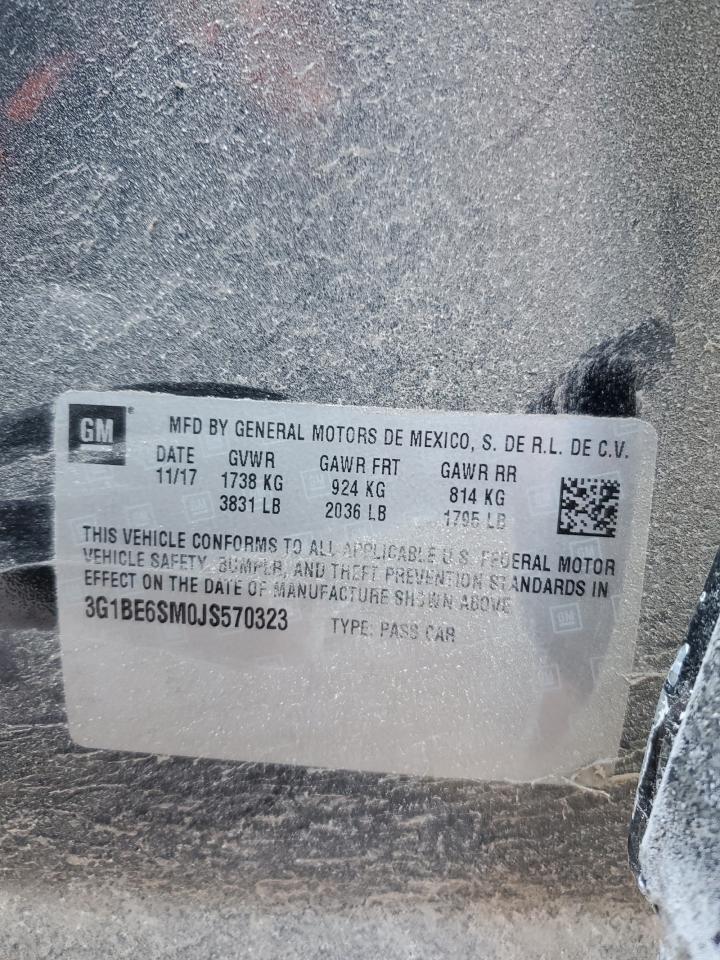 GM ® MFD BY GENERAL MOTORS DE MEXICO, S. DE R.L. DE C.V.
DATE GVWR GAWR FRT GAWR RR
11/17 1738 KG 924 KG 814 KG
3831 LB 2036 LB 1795 LB
THIS VEHICLE CONFORMS TO ALL APPLICABLE U.S. FEDERAL MOTOR
VEHICLE SAFETY, BUMPER, AND THEFT PREVENTION STANDARDS IN
EFFECT ON THE DATE OF MANUFACTURE SHOWN ABOVE
3G1BE6SM0JS570323 TYPE: PASS CAR